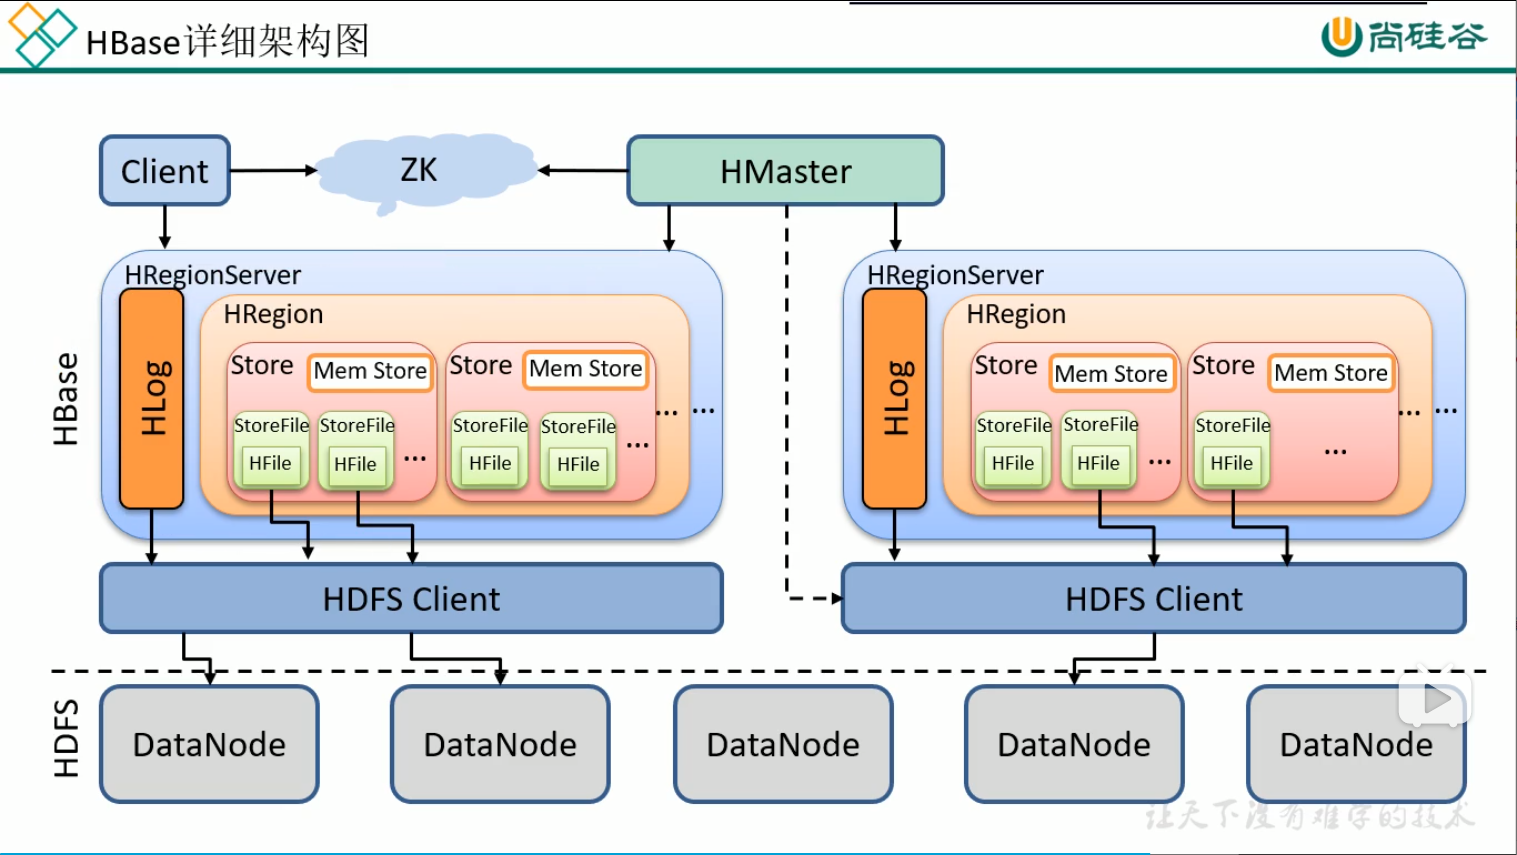 HBase详细架构图
尚硅谷
Client
ZK
HMaster
HBase
HRegionServer
HLog
HRegion
Store
Mem Store
StoreFile
HFile
StoreFile
HFile
...
Store
Mem Store
StoreFile
HFile
StoreFile
HFile
...
...
...
HRegionServer
HLog
HRegion
Store
Mem Store
StoreFile
HFile
StoreFile
HFile
...
Store
Mem Store
StoreFile
HFile
...
...
...
HDFS Client
HDFS Client
HDFS
DataNode
DataNode
DataNode
DataNode
DataNode
让天下没有难学的技术